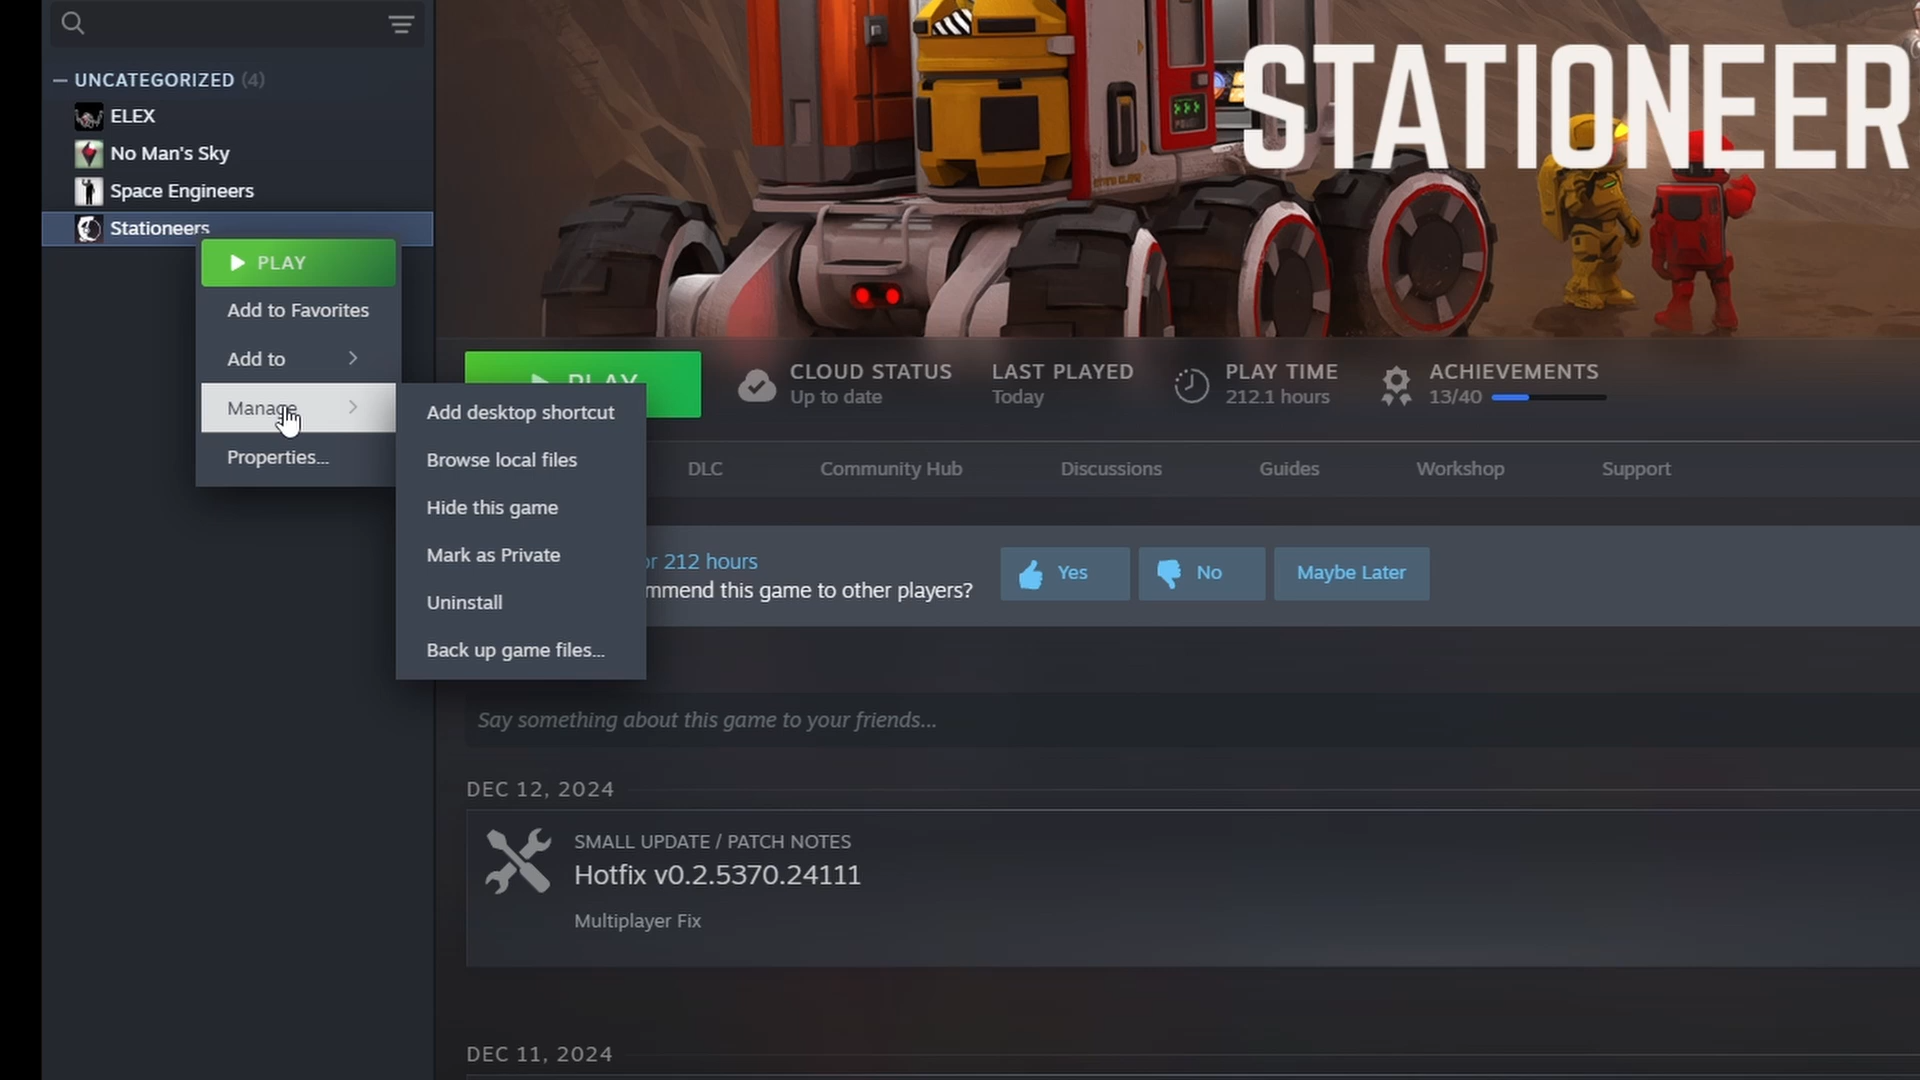 STATIONEER
UNCATEGORIZED (4)
ELEX
No Man's Sky
Space Engineers
Stationeers
PLAY
Add to Favorites
Add to
Manage
Properties...
Add desktop shortcut
Browse local files
Hide this game
Mark as Private
Uninstall
Back up game files...
PLAY
CLOUD STATUS
Up to date
LAST PLAYED
Today
PLAY TIME
212.1 hours
ACHIEVEMENTS
13/40
DLC
Community Hub
Discussions
Guides
Workshop
Support
or 212 hours
mmend this game to other players?
Yes
No
Maybe Later
Say something about this game to your friends...
DEC 12, 2024
SMALL UPDATE / PATCH NOTES
Hotfix v0.2.5370.24111
Multiplayer Fix
DEC 11, 2024